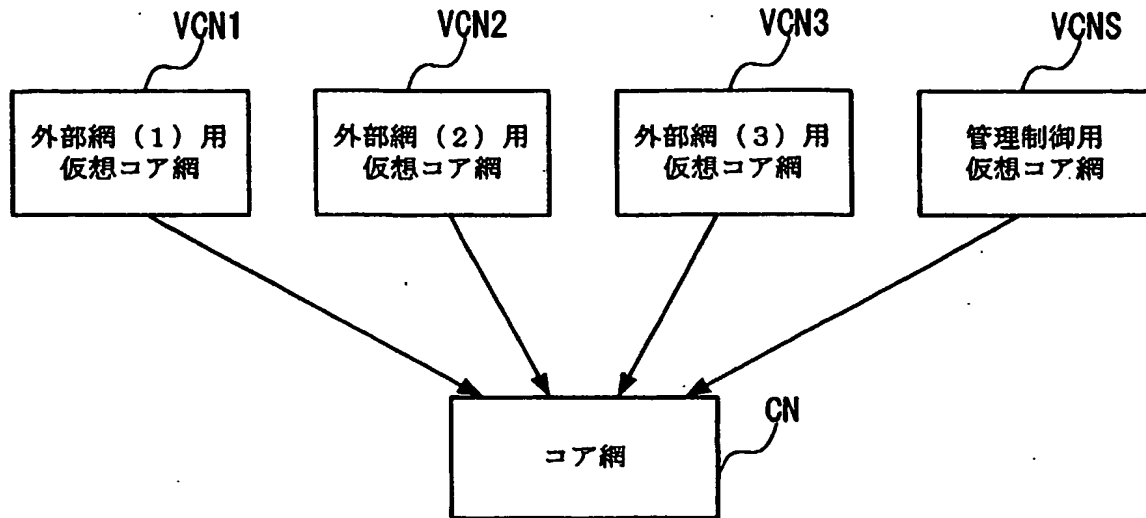 VCN1
VCN2
VCN3
VCNS
外部網（1）用
仮想コア網
外部網（2）用
仮想コア網
外部網（3）用
仮想コア網
管理制御用
仮想コア網
CN
コア網